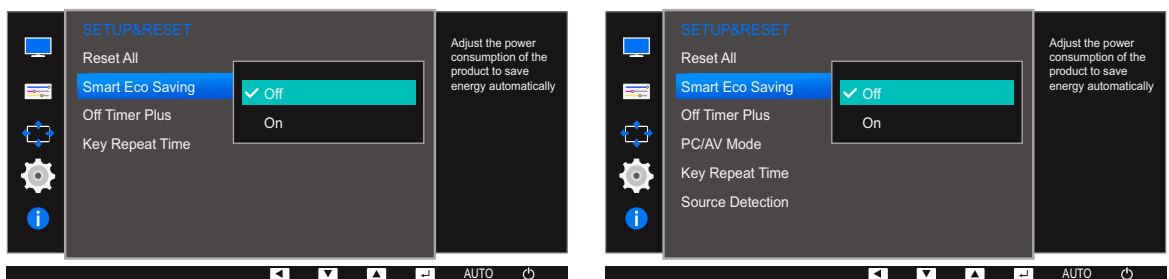 SETUP&RESET
Reset All
Smart Eco Saving
Off Timer Plus
Key Repeat Time
Off
On
Adjust the power
consumption of the
product to save
energy automatically
AUTO
SETUP&RESET
Reset All
Smart Eco Saving
Off Timer Plus
PC/AV Mode
Key Repeat Time
Source Detection
Off
On
Adjust the power
consumption of the
product to save
energy automatically
AUTO